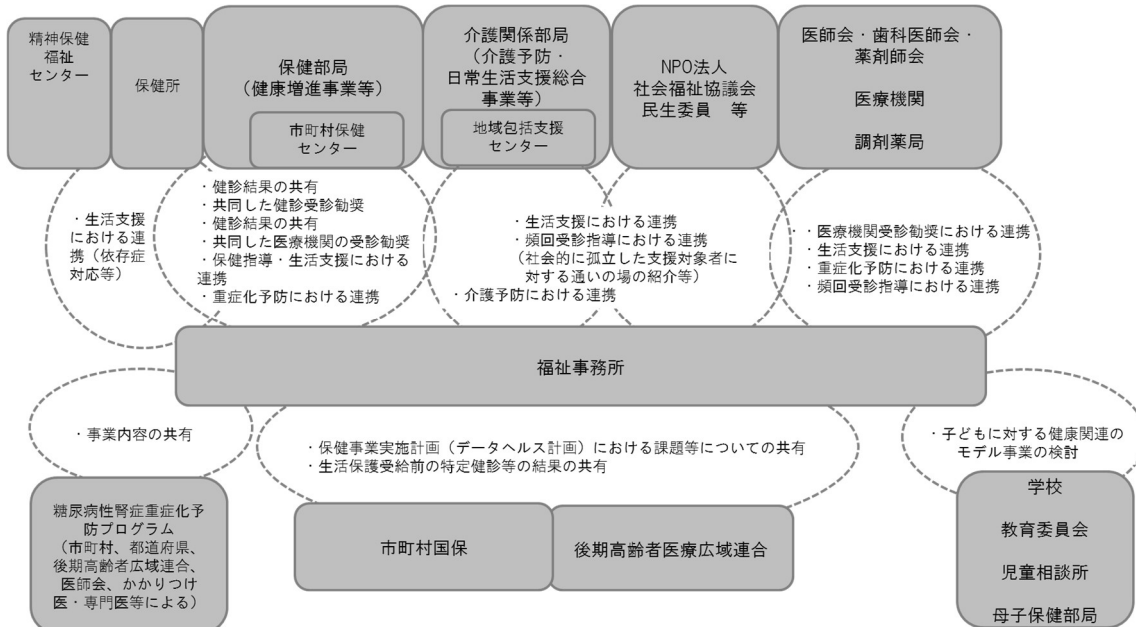 精神保健
福祉
センター
保健所
保健部局
（健康増進事業等）
市町村保健
センター
介護関係部局
（介護予防・
日常生活支援総合
事業等）
地域包括支援
センター
NPO法人
社会福祉協議会
民生委員　等
医師会・歯科医師会・
薬剤師会
医療機関
調剤薬局
・生活支援
における連
携（依存症
対応等）
・健診結果の共有
・共同した健診受診勧奨
・健診結果の共有
・共同した医療機関の受診勧奨
・保健指導・生活支援における
連携
・重症化予防における連携
・生活支援における連携
・頻回受診指導における連携
（社会的に孤立した支援対象者に
対する通いの場の紹介等）
・介護予防における連携
・医療機関受診勧奨における連携
・生活支援における連携
・重症化予防における連携
・頻回受診指導における連携
福祉事務所
・事業内容の共有
・保健事業実施計画（データヘルス計画）における課題等についての共有
・生活保護受給前の特定健診等の結果の共有
・子どもに対する健康関連の
モデル事業の検討
糖尿病性腎症重症化予
防プログラム
（市町村、都道府県、
後期高齢者広域連合、
医師会、かかりつけ
医・専門医等による）
市町村国保
後期高齢者医療広域連合
学校
教育委員会
児童相談所
母子保健部局